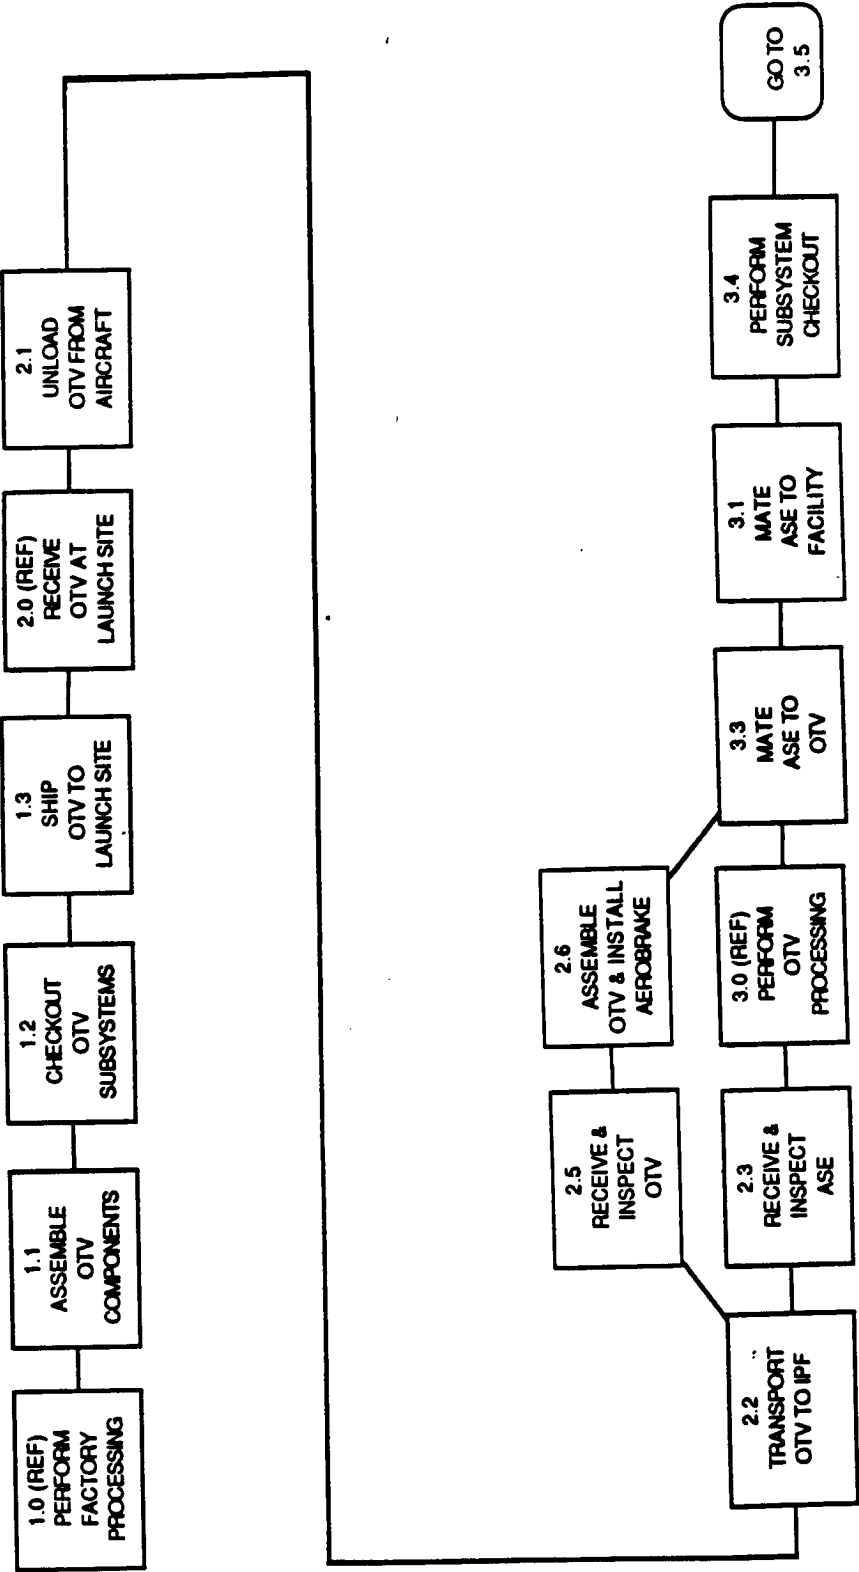 1.0 (REF)
PERFORM
FACTORY
PROCESSING
1.1
ASSEMBLE
OTV
COMPONENTS
1.2
CHECKOUT
OTV
SUBSYSTEMS
1.3
SHIP
OTV TO
LAUNCH SITE
2.0 (REF)
RECEIVE
OTV AT
LAUNCH SITE
2.1
UNLOAD
OTV FROM
AIRCRAFT
2.2
TRANSPORT
OTV TO IPF
2.5
RECEIVE &
INSPECT
OTV
2.6
ASSEMBLE
OTV & INSTALL
AEROBRAKE
2.3
RECEIVE &
INSPECT
ASE
3.0 (REF)
PERFORM
OTV
PROCESSING
3.3
MATE
ASE TO
OTV
3.1
MATE
ASE TO
FACILITY
3.4
PERFORM
SUBSYSTEM
CHECKOUT
GO TO
3.5